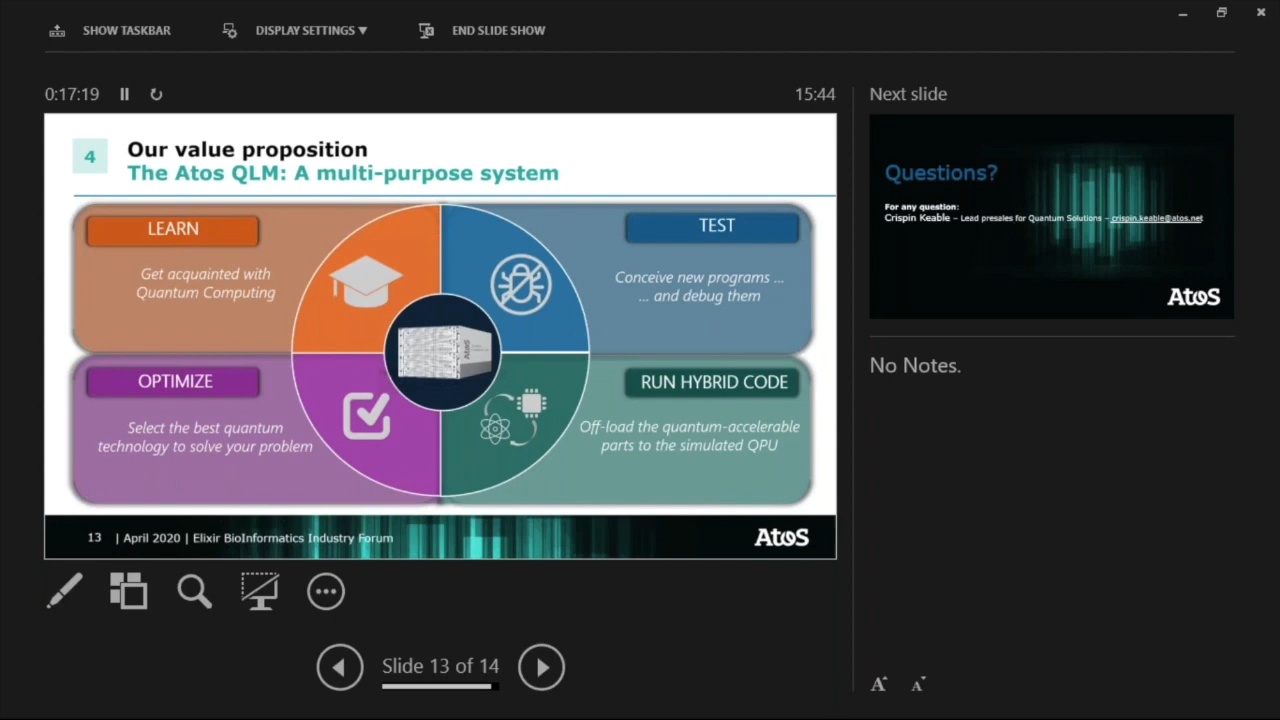 SHOW TASKBAR
DISPLAY SETTINGS ▼
END SLIDE SHOW
0:17:19
15:44
Next slide
4
Our value proposition
The Atos QLM: A multi-purpose system
LEARN
Get acquainted with
Quantum Computing
TEST
Conceive new programs ...
... and debug them
OPTIMIZE
Select the best quantum
technology to solve your problem
RUN HYBRID CODE
Off-load the quantum-accelerable
parts to the simulated QPU
Atos
13 | April 2020 | Elixir BioInformatics Industry Forum
Atos
Questions?
For any question:
Crispin Keable – Lead presales for Quantum Solutions – crispin.keable@atos.net
Atos
No Notes.
Slide 13 of 14
A
A